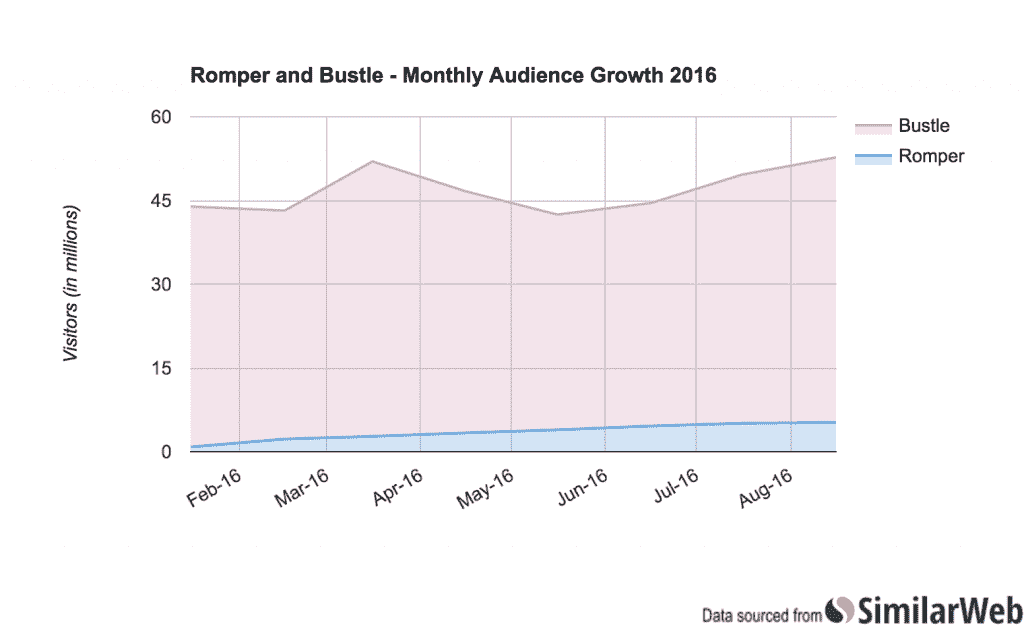 Romper and Bustle - Monthly Audience Growth 2016
60
45
30
15
0
Visitors (in millions)
Bustle
Romper
Feb-16
Mar-16
Apr-16
May-16
Jun-16
Jul-16
Aug-16
Data sourced from SimilarWeb